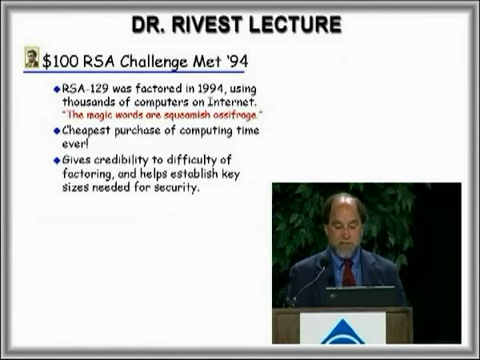 DR. RIVEST LECTURE
$100 RSA Challenge Met '94
RSA-129 was factored in 1994, using
thousands of computers on Internet.
"The magic words are squeamish ossifrage."
Cheapest purchase of computing time
ever!
Gives credibility to difficulty of
factoring, and helps establish key
sizes needed for security.